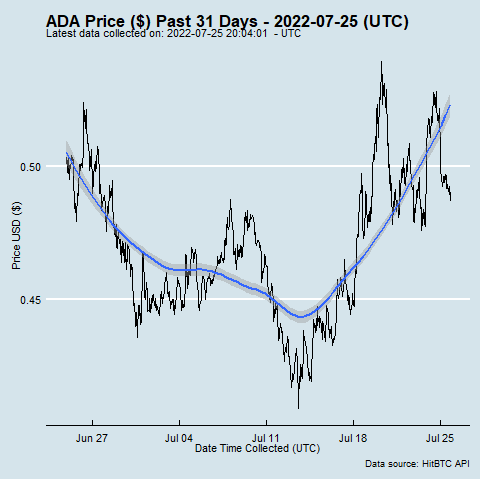 ADA Price ($) Past 31 Days - 2022-07-25 (UTC)
Latest data collected on: 2022-07-25 20:04:01 - UTC
Price USD ($)
0.50
0.45
Jun 27 Jul 04 Jul 11 Jul 18 Jul 25
Date Time Collected (UTC)
Data source: HitBTC API